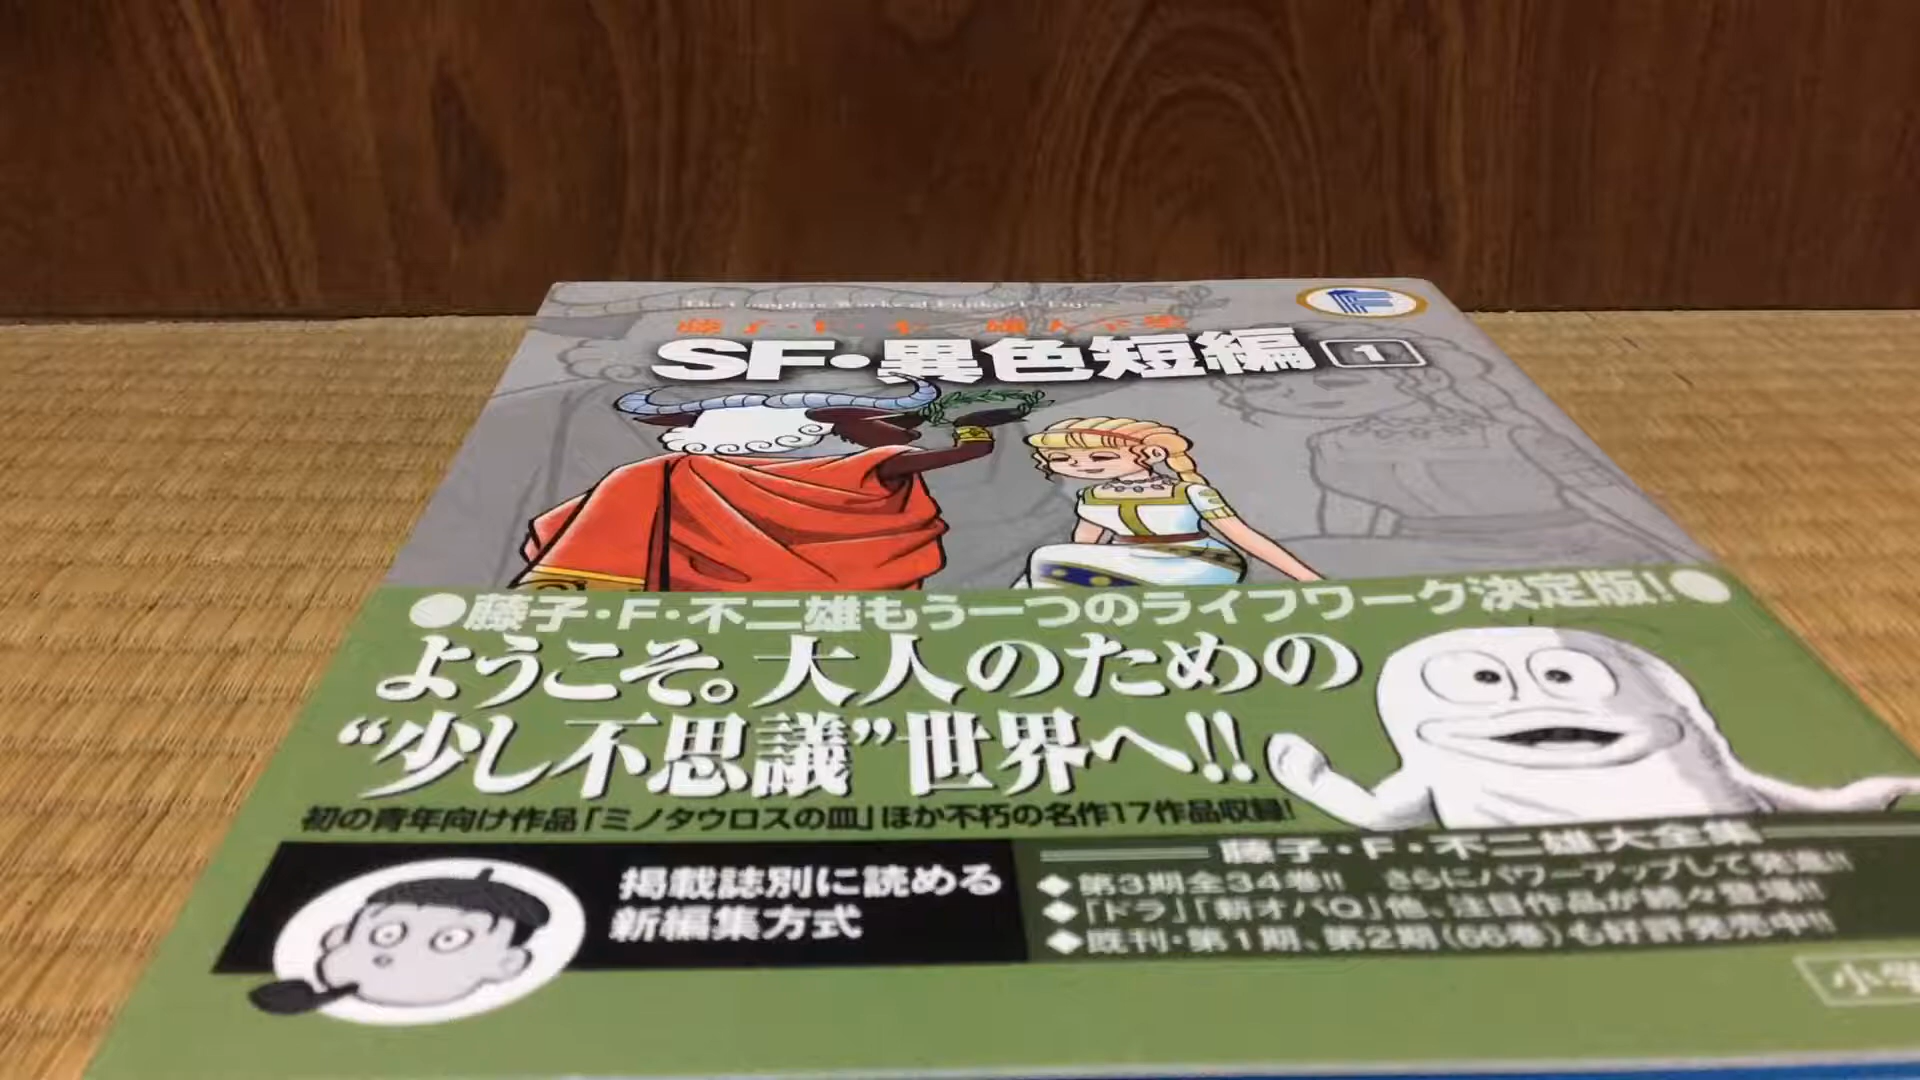 The Complete Works of Fujiko・F・Fujio
藤子・F・不二雄大全集
SF・異色短編 1
●藤子・F・不二雄もう一つのライフワーク決定版!●
ようこそ。大人のための
“少し不思議”世界へ!!
初の青年向け作品「ミノタウロスの皿」ほか不朽の名作17作品収録!
掲載誌別に読める
新編集方式
藤子・F・不二雄大全集
◆第3期全34巻!! さらにパワーアップして発進!!
◆「ドラ」「新オバQ」他、注目作品が続々登場!!
◆既刊・第1期、第2期(66巻)も好評発売中!!
小学